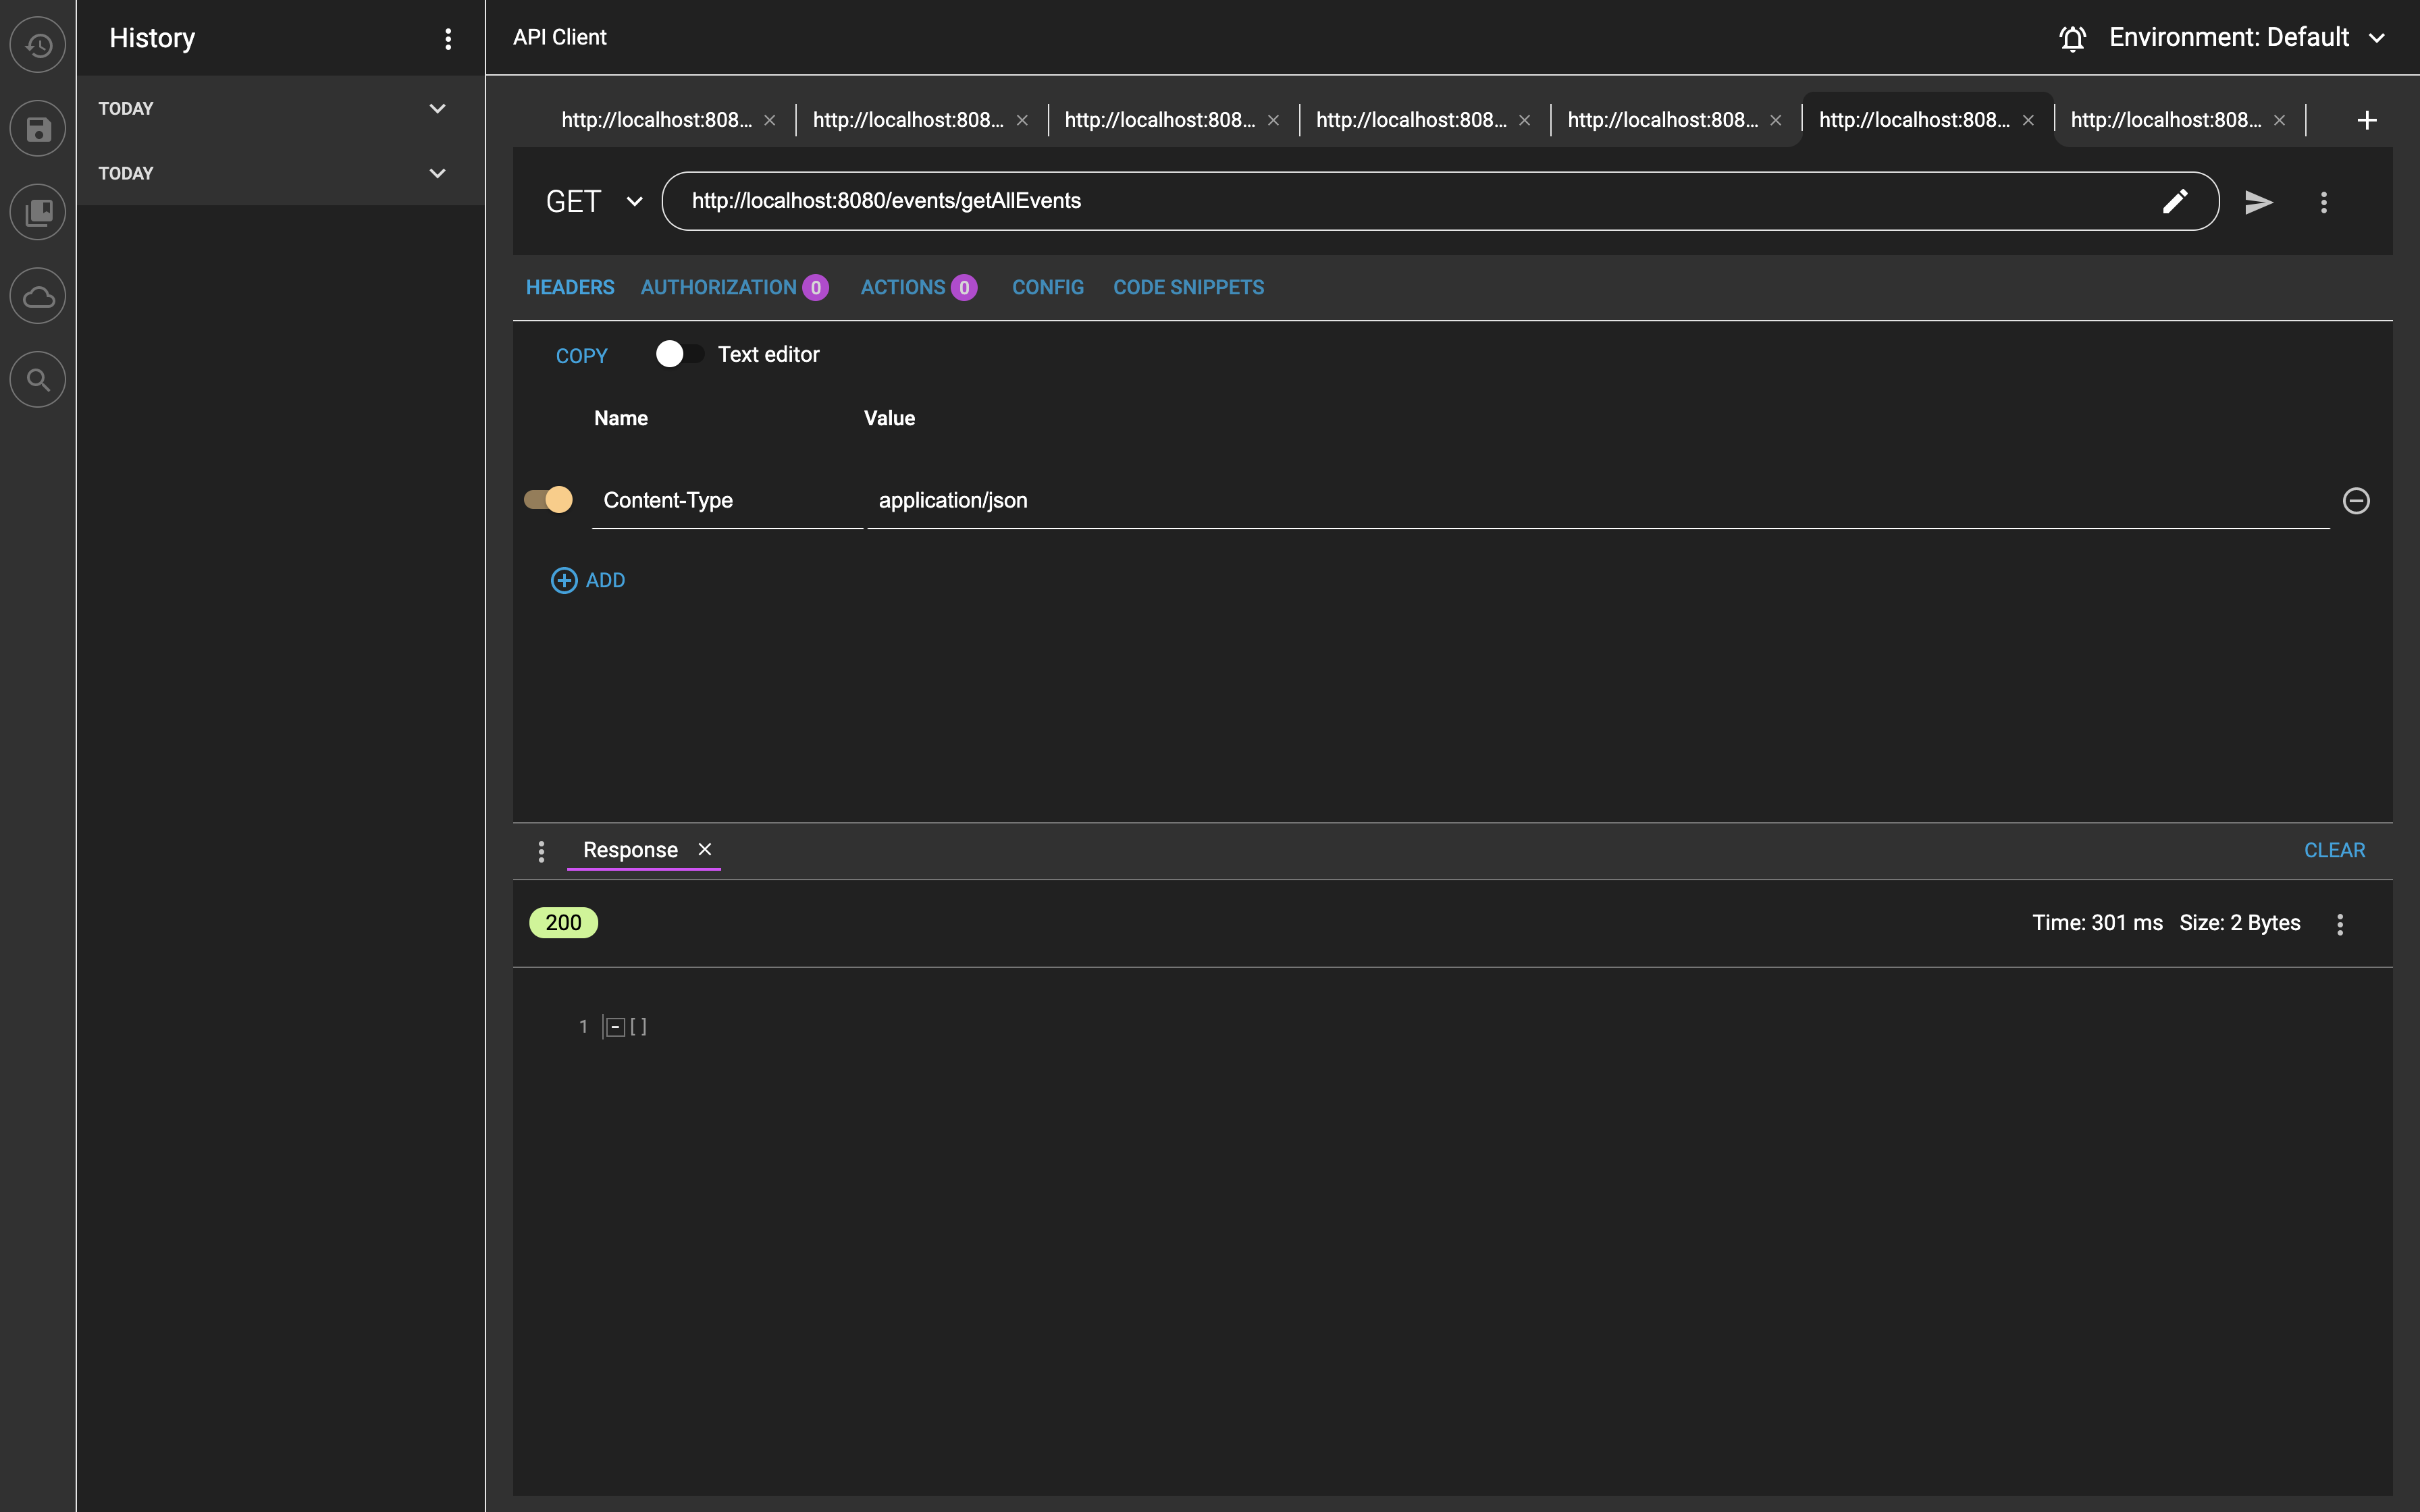 History
TODAY
TODAY
API Client
Environment: Default
http://localhost:808...
http://localhost:808...
http://localhost:808...
http://localhost:808...
http://localhost:808...
http://localhost:808...
http://localhost:808...
GET http://localhost:8080/events/getAllEvents
HEADERS AUTHORIZATION 0 ACTIONS 0 CONFIG CODE SNIPPETS
COPY Text editor
Name Value
Content-Type application/json
ADD
Response CLEAR
200 Time: 301 ms Size: 2 Bytes
1 []